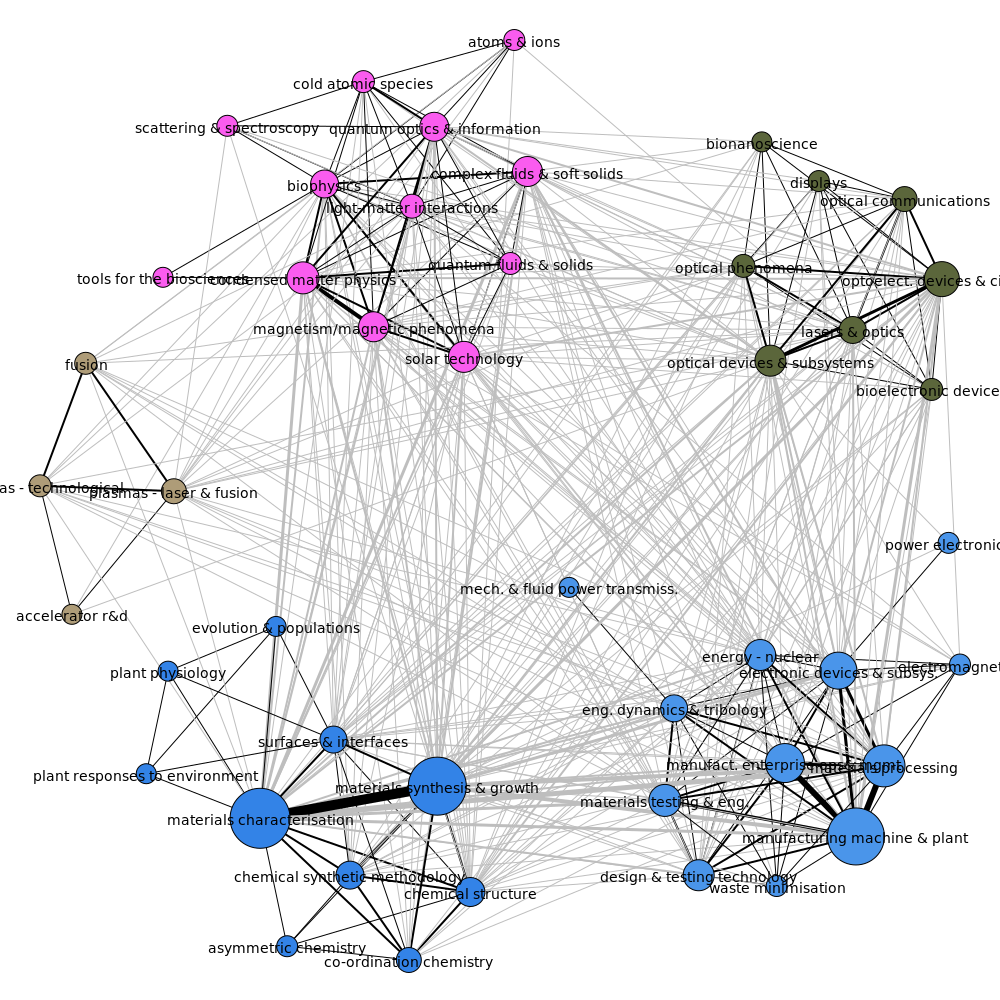 atoms & ions
cold atomic species
scattering & spectroscopy
quantum optics & information
bionanoscience
complex fluids & soft solids
displays
biophysics
optical communications
light-matter interactions
quantum fluids & solids
optical phenomena
tools for the biosciences
condensed matter physics
optoelect. devices & ci
magnetism/magnetic phenomena
lasers & optics
solar technology
optical devices & subsystems
fusion
bioelectronic device
as - technological
plasmas - laser & fusion
power electronic
mech. & fluid power transmiss.
accelerator r&d
evolution & populations
energy - nuclear
electromagnet
plant physiology
electronic devices & subsys.
eng. dynamics & tribology
surfaces & interfaces
manufact. enterprise ops& mgmt
materials processing
plant responses to environment
materials synthesis & growth
materials testing & eng.
materials characterisation
manufacturing machine & plant
chemical synthetic methodology
design & testing technology
waste minimisation
chemical structure
asymmetric chemistry
co-ordination chemistry